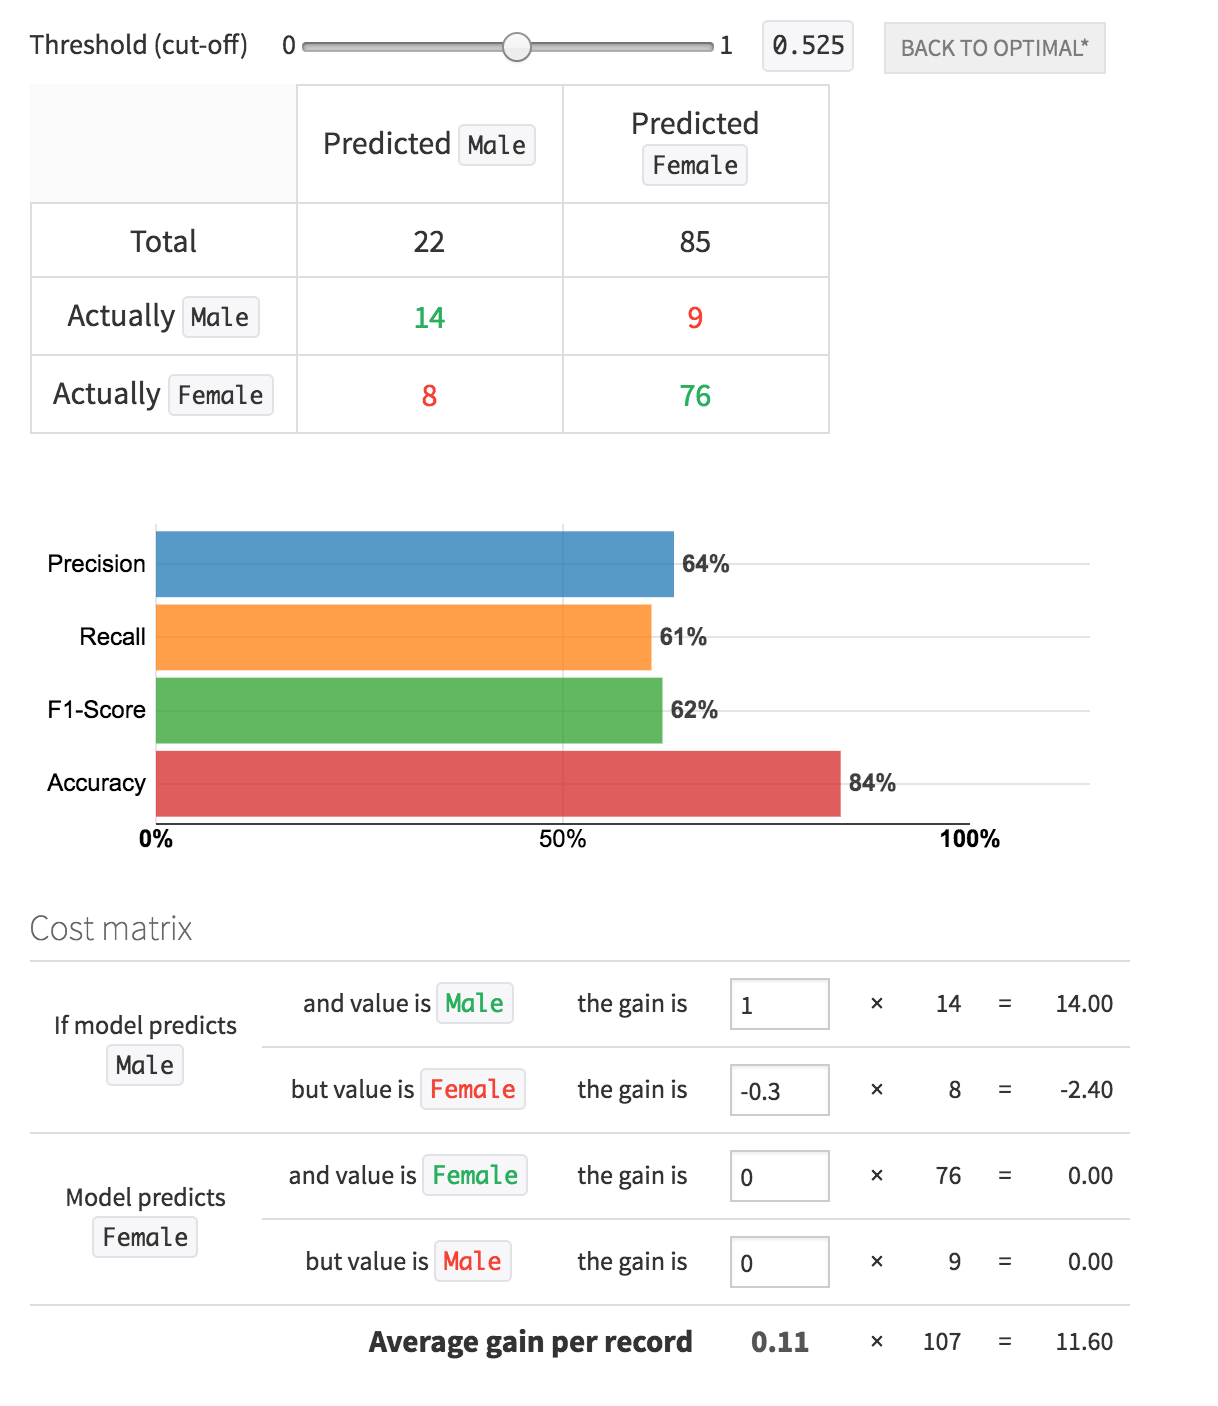 Threshold (cut-off) 0 1 0.525 BACK TO OPTIMAL*
Predicted Male Predicted Female
Total 22 85
Actually Male 14 9
Actually Female 8 76
Precision 64%
Recall 61%
F1-Score 62%
Accuracy 84%
0% 50% 100%
Cost matrix
If model predicts Male
and value is Male the gain is 1 × 14 = 14.00
but value is Female the gain is -0.3 × 8 = -2.40
Model predicts Female
and value is Female the gain is 0 × 76 = 0.00
but value is Male the gain is 0 × 9 = 0.00
Average gain per record 0.11 × 107 = 11.60